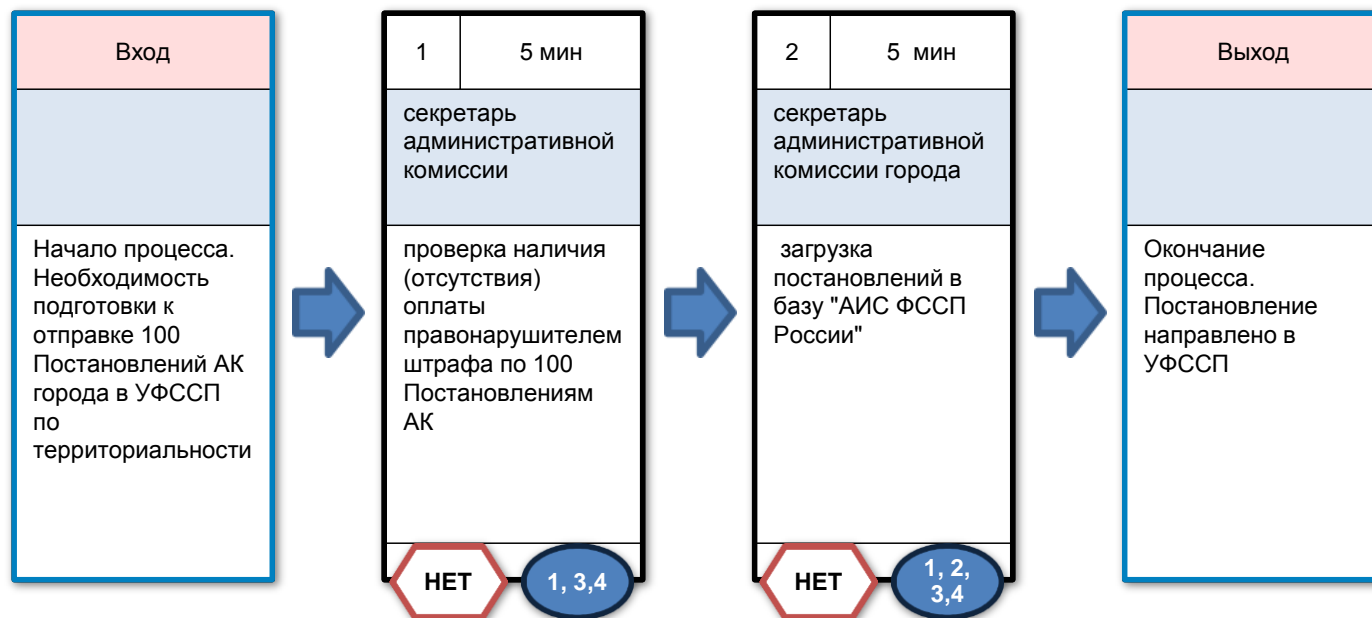 Вход
Начало процесса.
Необходимость
подготовки к
отправке 100
Постановлений АК
города в УФССП
по
территориальности
1
5 мин
секретарь
административной
комиссии
проверка наличия
(отсутствия)
оплаты
правонарушителем
штрафа по 100
Постановлениям
АК
НЕТ
1, 3,4
2
5 мин
секретарь
административной
комиссии города
загрузка
постановлений в
базу "АИС ФССП
России"
НЕТ
1, 2,
3,4
Выход
Окончание
процесса.
Постановление
направлено в
УФССП